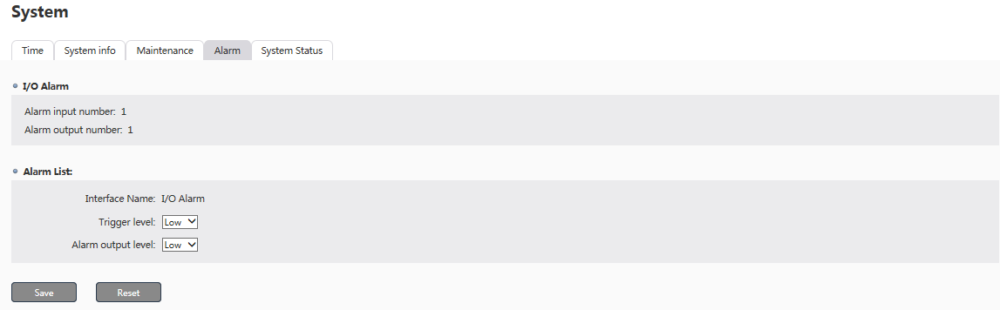 System
Time System info Maintenance Alarm System Status
I/O Alarm
Alarm input number: 1
Alarm output number: 1
Alarm List:
Interface Name: I/O Alarm
Trigger level: Low
Alarm output level: Low
Save Reset